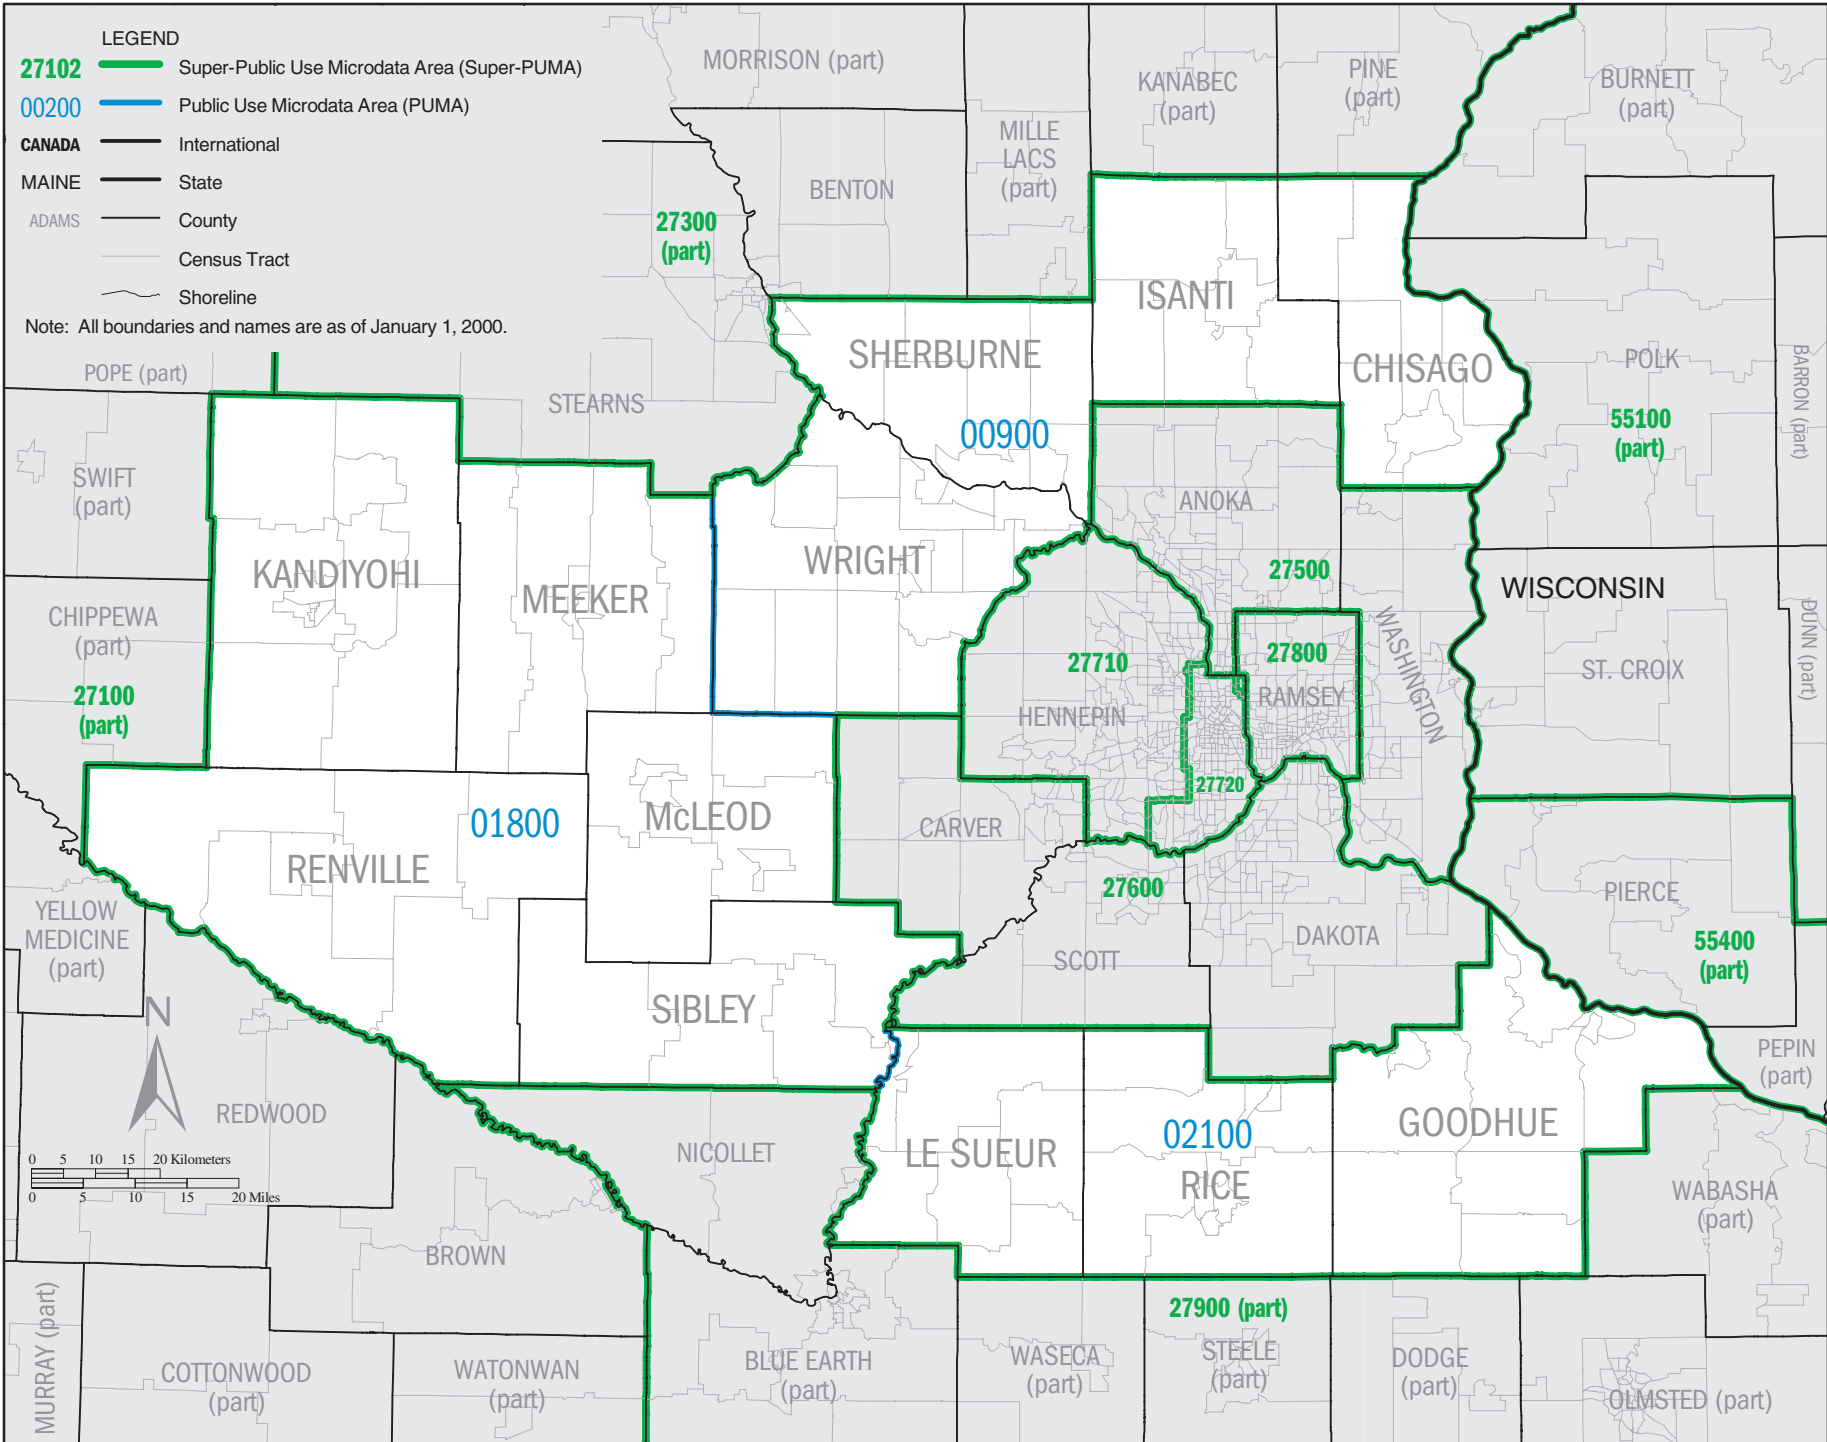 LEGEND
27102 Super-Public Use Microdata Area (Super-PUMA)
00200 Public Use Microdata Area (PUMA)
CANADA International
MAINE State
ADAMS County
Census Tract
Shoreline
Note: All boundaries and names are as of January 1, 2000.
MORRISON (part)
KANABEC
(part)
PINE
(part)
BURNETT
(part)
MILLE
LACS
(part)
BENTON
27300
(part)
ISANTI
SHERBURNE
CHISAGO
POLK
BARRON (part)
POPE (part)
STEARNS
00900
55100
(part)
SWIFT
(part)
ANOKA
KANDIYOHI
MEEKER
WRIGHT
27500
WISCONSIN
CHIPPEWA
(part)
WASHINGTON
DUNN (part)
27710
27800
ST. CROIX
27100
(part)
HENNEPIN
RAMSEY
27720
01800
McLEOD
CARVER
RENVILLE
27600
PIERCE
YELLOW
MEDICINE
(part)
SCOTT
DAKOTA
55400
(part)
SIBLEY
N
PEPIN
(part)
REDWOOD
NICOLLET
LE SUEUR
02100
RICE
GOODHUE
0 5 10 15 20 Kilometers
0 5 10 15 20 Miles
WABASHA
(part)
BROWN
MURRAY (part)
27900 (part)
COTTONWOOD
(part)
WATONWAN
(part)
BLUE EARTH
(part)
WASECA
(part)
STEELE
(part)
DODGE
(part)
OLMSTED (part)